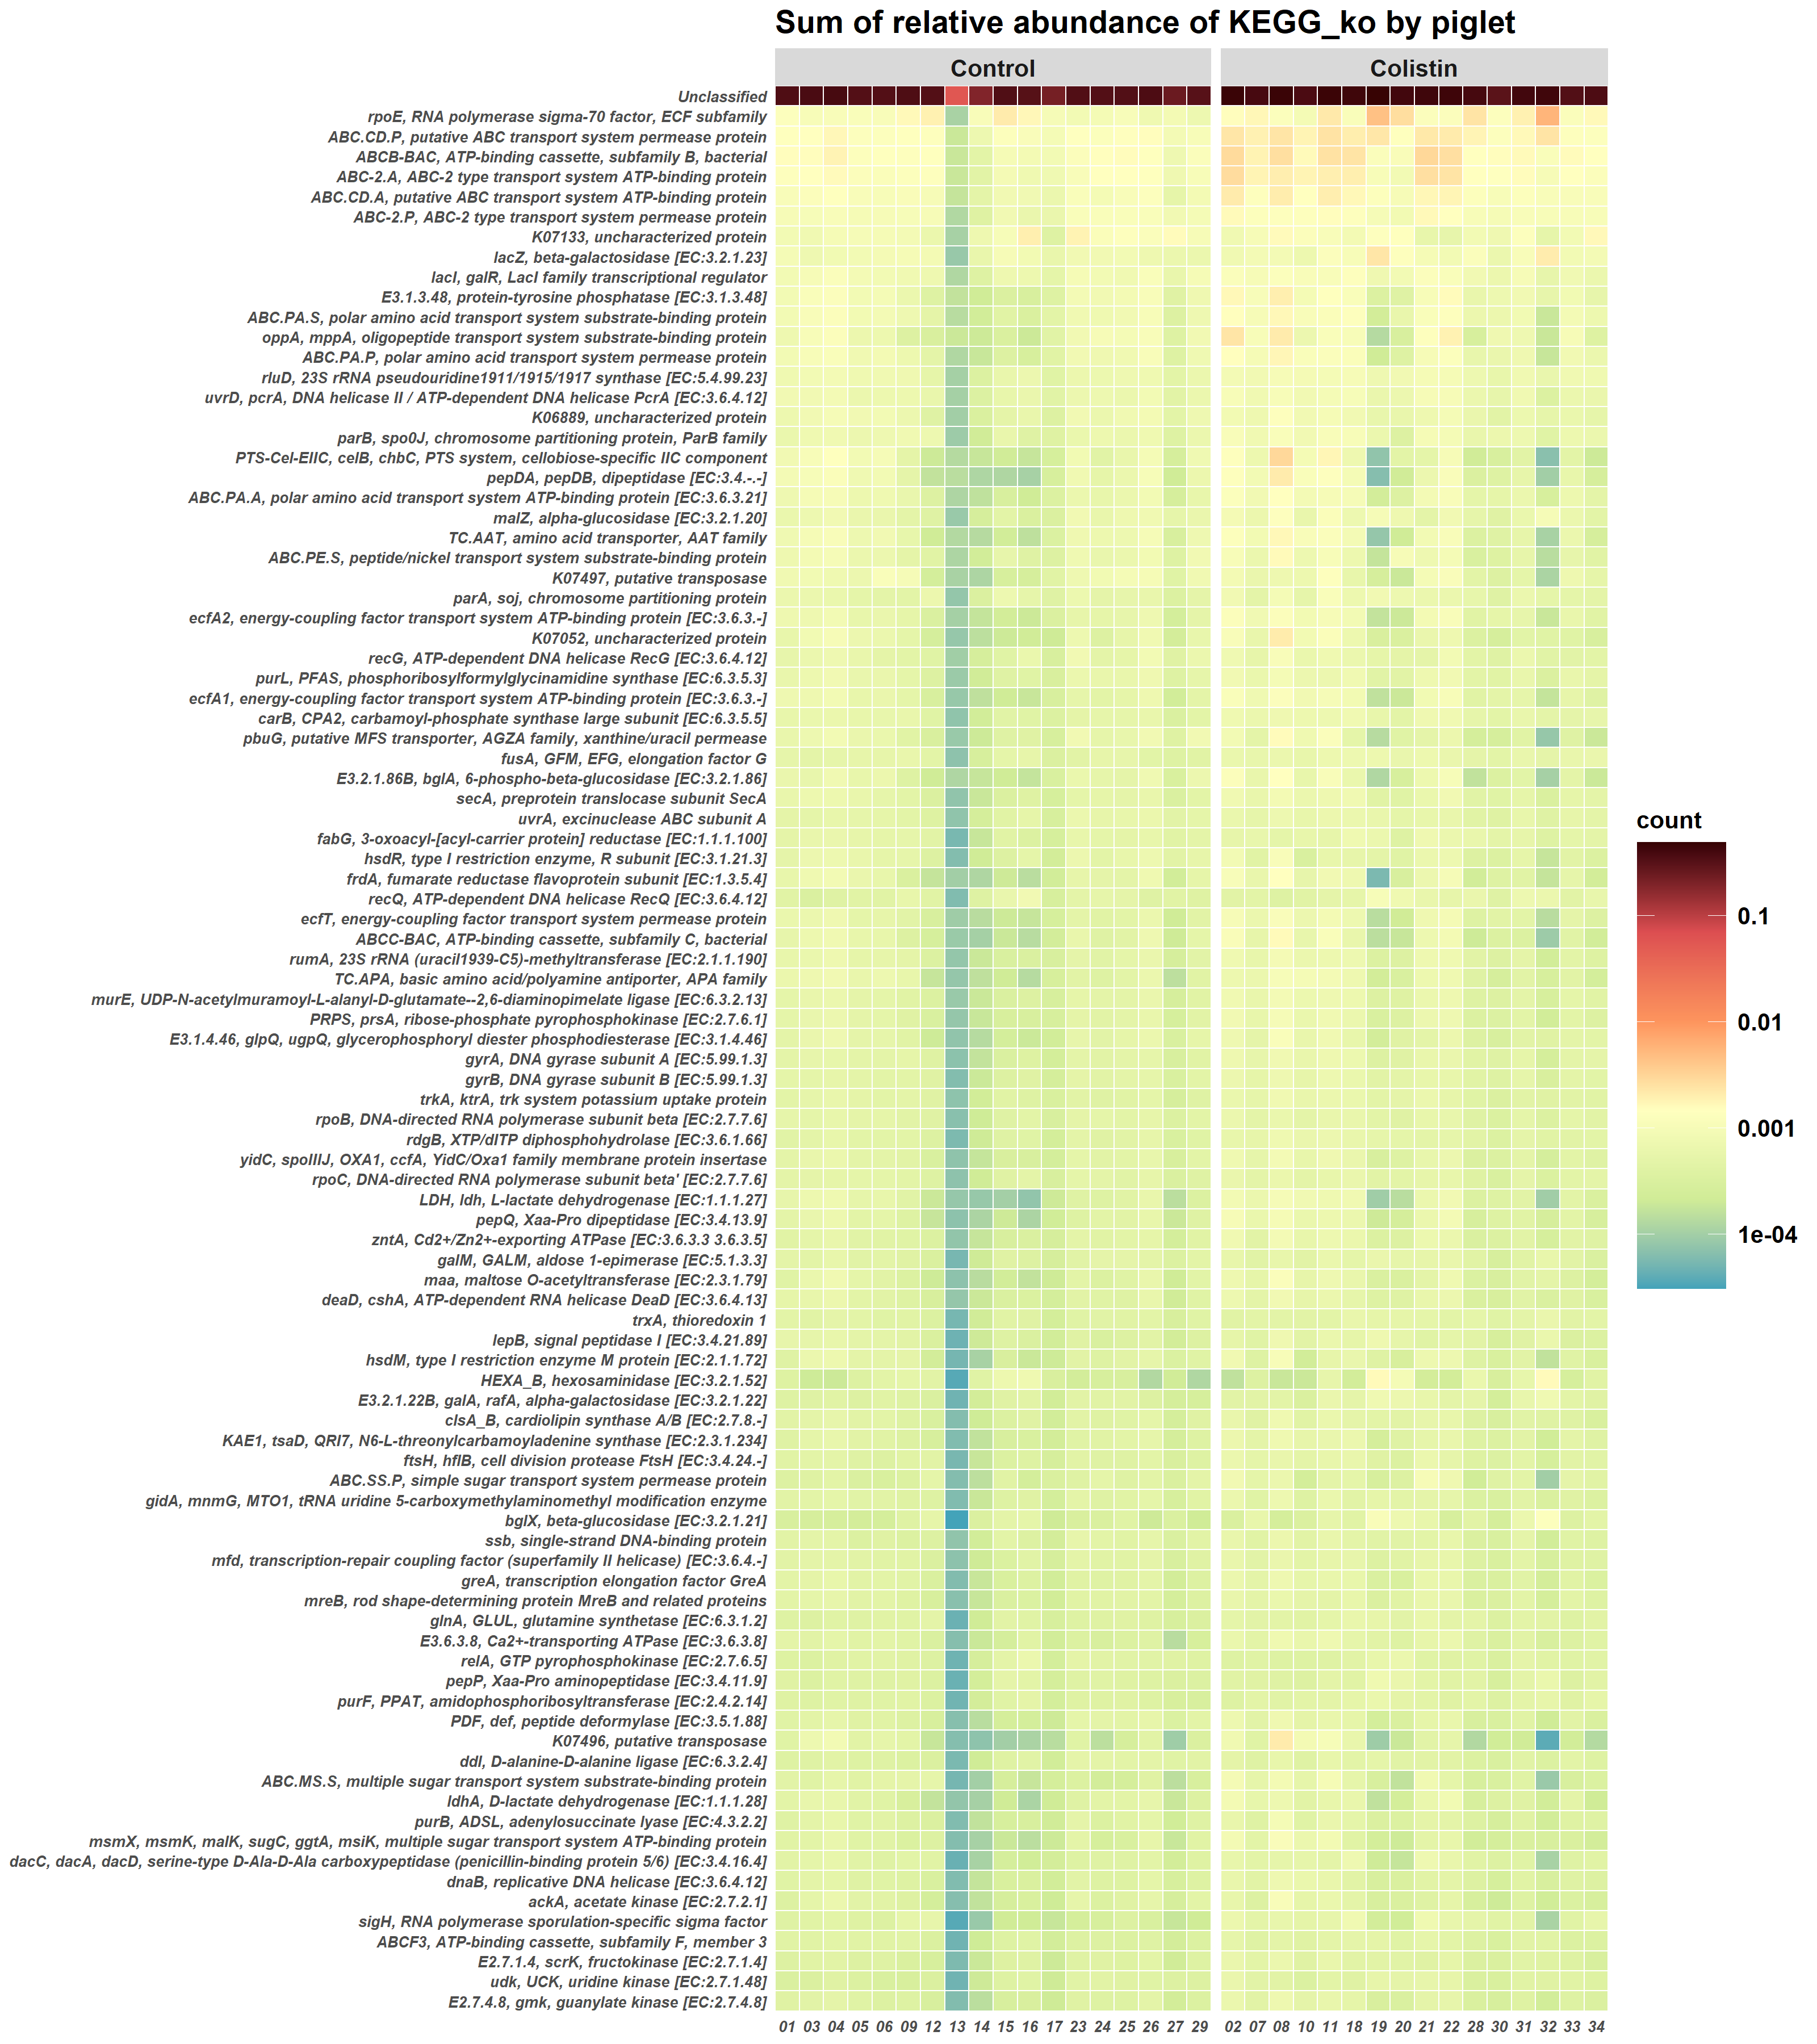 Sum of relative abundance of KEGG_ko by piglet
Control
Colistin
Unclassified
rpoE, RNA polymerase sigma-70 factor, ECF subfamily
ABC.CD.P, putative ABC transport system permease protein
ABCB-BAC, ATP-binding cassette, subfamily B, bacterial
ABC-2.A, ABC-2 type transport system ATP-binding protein
ABC.CD.A, putative ABC transport system ATP-binding protein
ABC-2.P, ABC-2 type transport system permease protein
K07133, uncharacterized protein
lacZ, beta-galactosidase [EC:3.2.1.23]
lacI, galR, LacI family transcriptional regulator
E3.1.3.48, protein-tyrosine phosphatase [EC:3.1.3.48]
ABC.PA.S, polar amino acid transport system substrate-binding protein
oppA, mppA, oligopeptide transport system substrate-binding protein
ABC.PA.P, polar amino acid transport system permease protein
rluD, 23S rRNA pseudouridine1911/1915/1917 synthase [EC:5.4.99.23]
uvrD, pcrA, DNA helicase II / ATP-dependent DNA helicase PcrA [EC:3.6.4.12]
K06889, uncharacterized protein
parB, spo0J, chromosome partitioning protein, ParB family
PTS-Cel-EIIC, celB, chbC, PTS system, cellobiose-specific IIC component
pepDA, pepDB, dipeptidase [EC:3.4.-.-]
ABC.PA.A, polar amino acid transport system ATP-binding protein [EC:3.6.3.21]
malZ, alpha-glucosidase [EC:3.2.1.20]
TC.AAT, amino acid transporter, AAT family
ABC.PE.S, peptide/nickel transport system substrate-binding protein
K07497, putative transposase
parA, soj, chromosome partitioning protein
ecfA2, energy-coupling factor transport system ATP-binding protein [EC:3.6.3.-]
K07052, uncharacterized protein
recG, ATP-dependent DNA helicase RecG [EC:3.6.4.12]
purL, PFAS, phosphoribosylformylglycinamidine synthase [EC:6.3.5.3]
ecfA1, energy-coupling factor transport system ATP-binding protein [EC:3.6.3.-]
carB, CPA2, carbamoyl-phosphate synthase large subunit [EC:6.3.5.5]
pbuG, putative MFS transporter, AGZA family, xanthine/uracil permease
fusA, GFM, EFG, elongation factor G
E3.2.1.86B, bglA, 6-phospho-beta-glucosidase [EC:3.2.1.86]
secA, preprotein translocase subunit SecA
uvrA, excinuclease ABC subunit A
fabG, 3-oxoacyl-[acyl-carrier protein] reductase [EC:1.1.1.100]
hsdR, type I restriction enzyme, R subunit [EC:3.1.21.3]
frdA, fumarate reductase flavoprotein subunit [EC:1.3.5.4]
recQ, ATP-dependent DNA helicase RecQ [EC:3.6.4.12]
ecfT, energy-coupling factor transport system permease protein
ABCC-BAC, ATP-binding cassette, subfamily C, bacterial
rumA, 23S rRNA (uracil1939-C5)-methyltransferase [EC:2.1.1.190]
TC.APA, basic amino acid/polyamine antiporter, APA family
murE, UDP-N-acetylmuramoyl-L-alanyl-D-glutamate--2,6-diaminopimelate ligase [EC:6.3.2.13]
PRPS, prsA, ribose-phosphate pyrophosphokinase [EC:2.7.6.1]
E3.1.4.46, glpQ, ugpQ, glycerophosphoryl diester phosphodiesterase [EC:3.1.4.46]
gyrA, DNA gyrase subunit A [EC:5.99.1.3]
gyrB, DNA gyrase subunit B [EC:5.99.1.3]
trkA, ktrA, trk system potassium uptake protein
rpoB, DNA-directed RNA polymerase subunit beta [EC:2.7.7.6]
rdgB, XTP/dITP diphosphohydrolase [EC:3.6.1.66]
yidC, spoIIIJ, OXA1, ccfA, YidC/Oxa1 family membrane protein insertase
rpoC, DNA-directed RNA polymerase subunit beta' [EC:2.7.7.6]
LDH, ldh, L-lactate dehydrogenase [EC:1.1.1.27]
pepQ, Xaa-Pro dipeptidase [EC:3.4.13.9]
zntA, Cd2+/Zn2+-exporting ATPase [EC:3.6.3.3 3.6.3.5]
galM, GALM, aldose 1-epimerase [EC:5.1.3.3]
maa, maltose O-acetyltransferase [EC:2.3.1.79]
deaD, cshA, ATP-dependent RNA helicase DeaD [EC:3.6.4.13]
trxA, thioredoxin 1
lepB, signal peptidase I [EC:3.4.21.89]
hsdM, type I restriction enzyme M protein [EC:2.1.1.72]
HEXA_B, hexosaminidase [EC:3.2.1.52]
E3.2.1.22B, galA, rafA, alpha-galactosidase [EC:3.2.1.22]
clsA_B, cardiolipin synthase A/B [EC:2.7.8.-]
KAE1, tsaD, QRI7, N6-L-threonylcarbamoyladenine synthase [EC:2.3.1.234]
ftsH, hflB, cell division protease FtsH [EC:3.4.24.-]
ABC.SS.P, simple sugar transport system permease protein
gidA, mnmG, MTO1, tRNA uridine 5-carboxymethylaminomethyl modification enzyme
bglX, beta-glucosidase [EC:3.2.1.21]
ssb, single-strand DNA-binding protein
mfd, transcription-repair coupling factor (superfamily II helicase) [EC:3.6.4.-]
greA, transcription elongation factor GreA
mreB, rod shape-determining protein MreB and related proteins
glnA, GLUL, glutamine synthetase [EC:6.3.1.2]
E3.6.3.8, Ca2+-transporting ATPase [EC:3.6.3.8]
relA, GTP pyrophosphokinase [EC:2.7.6.5]
pepP, Xaa-Pro aminopeptidase [EC:3.4.11.9]
purF, PPAT, amidophosphoribosyltransferase [EC:2.4.2.14]
PDF, def, peptide deformylase [EC:3.5.1.88]
K07496, putative transposase
ddl, D-alanine-D-alanine ligase [EC:6.3.2.4]
ABC.MS.S, multiple sugar transport system substrate-binding protein
ldhA, D-lactate dehydrogenase [EC:1.1.1.28]
purB, ADSL, adenylosuccinate lyase [EC:4.3.2.2]
msmX, msmK, malK, sugC, ggtA, msiK, multiple sugar transport system ATP-binding protein
dacC, dacA, dacD, serine-type D-Ala-D-Ala carboxypeptidase (penicillin-binding protein 5/6) [EC:3.4.16.4]
dnaB, replicative DNA helicase [EC:3.6.4.12]
ackA, acetate kinase [EC:2.7.2.1]
sigH, RNA polymerase sporulation-specific sigma factor
ABCF3, ATP-binding cassette, subfamily F, member 3
E2.7.1.4, scrK, fructokinase [EC:2.7.1.4]
udk, UCK, uridine kinase [EC:2.7.1.48]
E2.7.4.8, gmk, guanylate kinase [EC:2.7.4.8]
01 03 04 05 06 09 12 13 14 15 16 17 23 24 25 26 27 29
02 07 08 10 11 18 19 20 21 22 28 30 31 32 33 34
count
0.1
0.01
0.001
1e-04